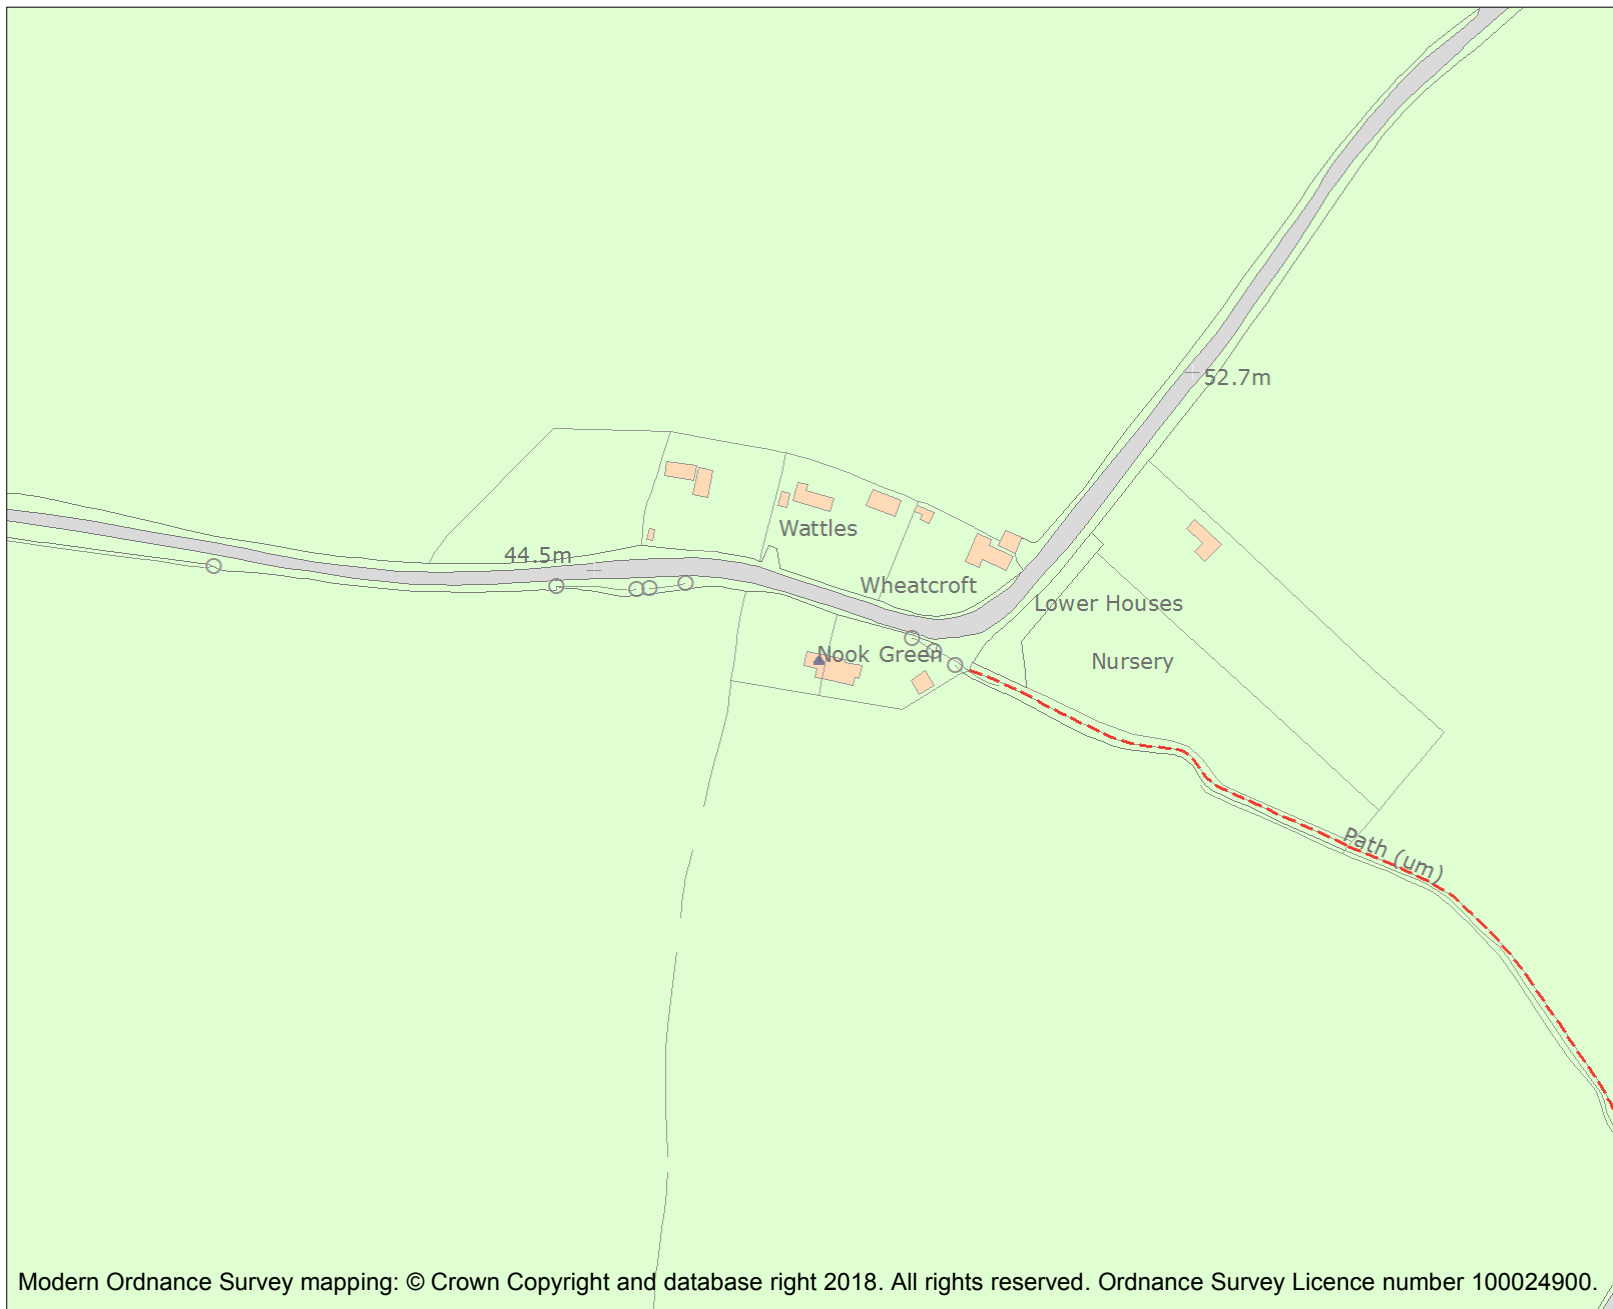 52.7m
Wattles
44.5m
Wheatcroft
Lower Houses
Nook Green
Nursery
Path (um)
Modern Ordnance Survey mapping: © Crown Copyright and database right 2018. All rights reserved. Ordnance Survey Licence number 100024900.